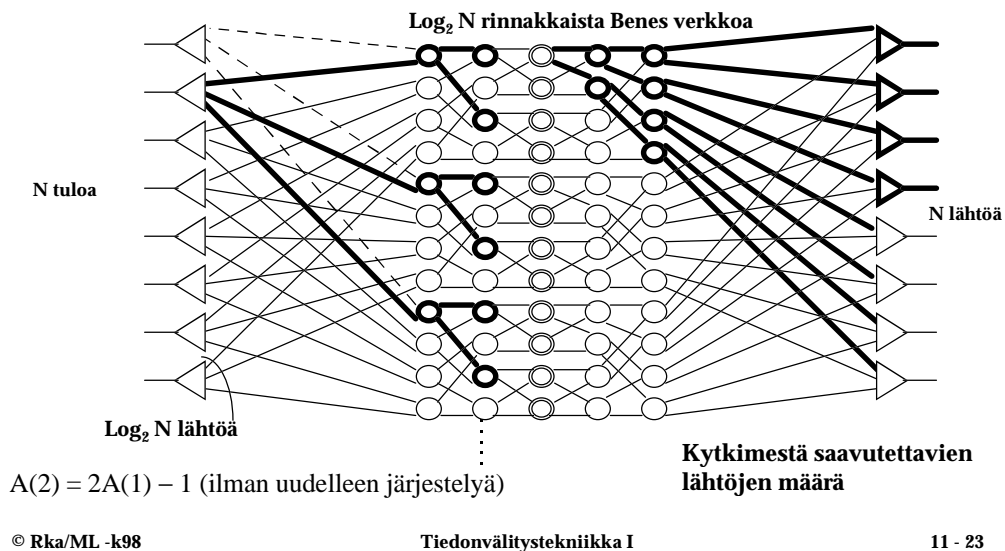 Log₂ N rinnakkaista Benes verkkoa
N tuloa
N lähtöä
Log₂ N lähtöä
Kytkimestä saavutettavien
lähtöjen määrä
A(2) = 2A(1) − 1 (ilman uudelleen järjestelyä)
© Rka/ML -k98 Tiedonvälitystekniikka I 11 - 23